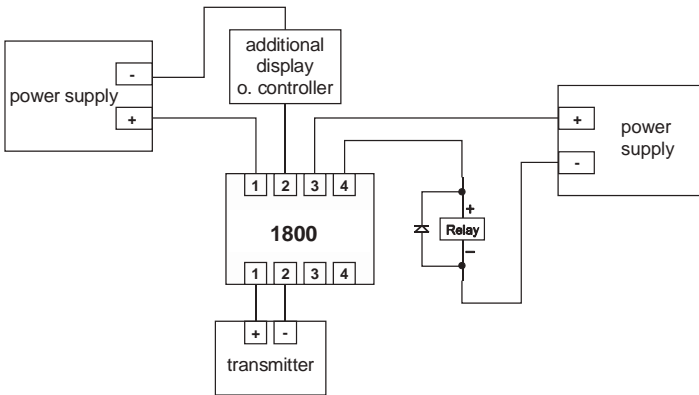 additional
display
o. controller
-
power supply
+
+
power
supply
-
1 2 3 4
1800
+
Relay
–
1 2 3 4
+ -
transmitter